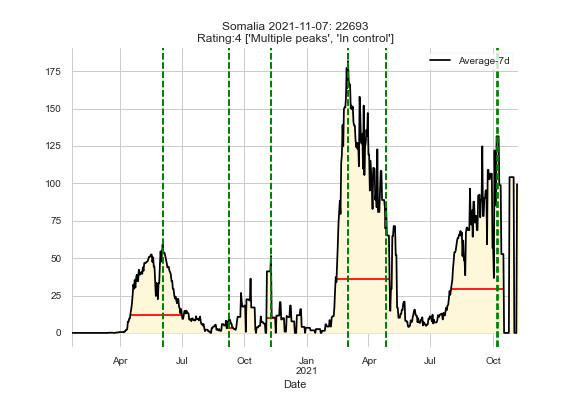 Somalia 2021-11-07: 22693
Rating:4 ['Multiple peaks', 'In control']
Average-7d
175
150
125
100
75
50
25
0
Apr Jul Oct Jan Apr Jul Oct
2021
Date